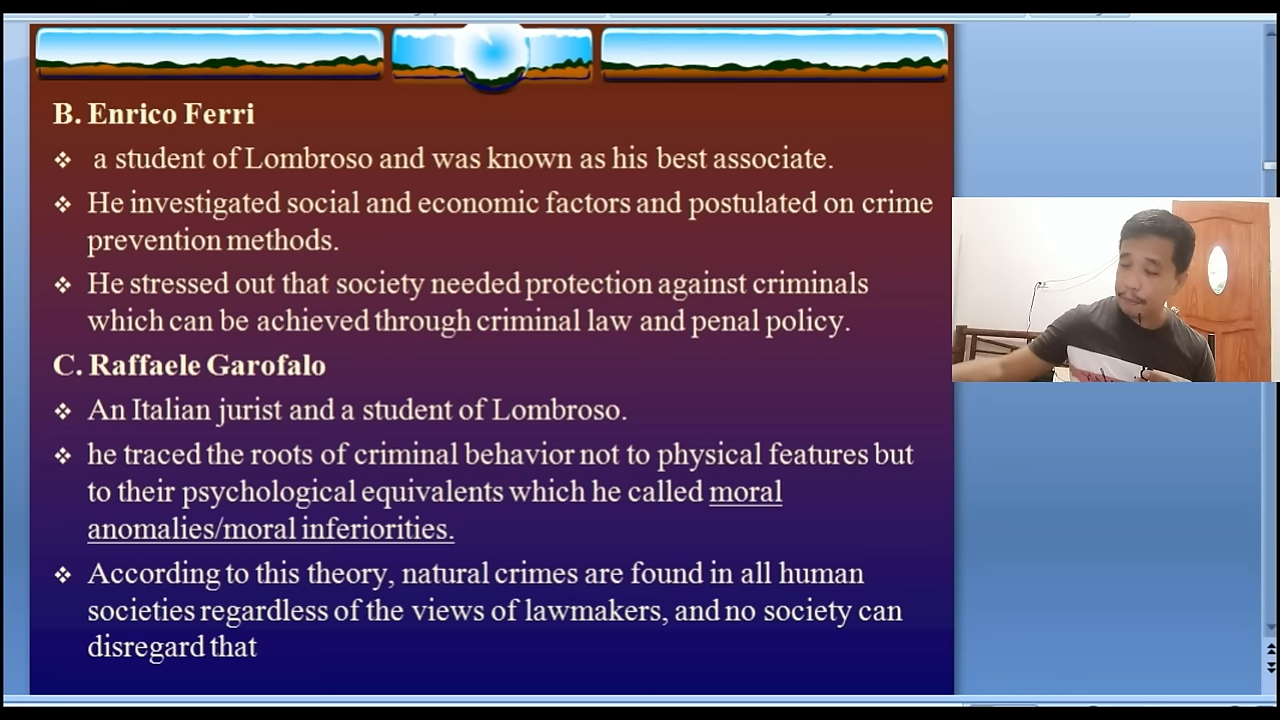 B. Enrico Ferri
❖ a student of Lombroso and was known as his best associate.
❖ He investigated social and economic factors and postulated on crime
prevention methods.
❖ He stressed out that society needed protection against criminals
which can be achieved through criminal law and penal policy.
C. Raffaele Garofalo
❖ An Italian jurist and a student of Lombroso.
❖ he traced the roots of criminal behavior not to physical features but
to their psychological equivalents which he called moral
anomalies/moral inferiorities.
❖ According to this theory, natural crimes are found in all human
societies regardless of the views of lawmakers, and no society can
disregard that